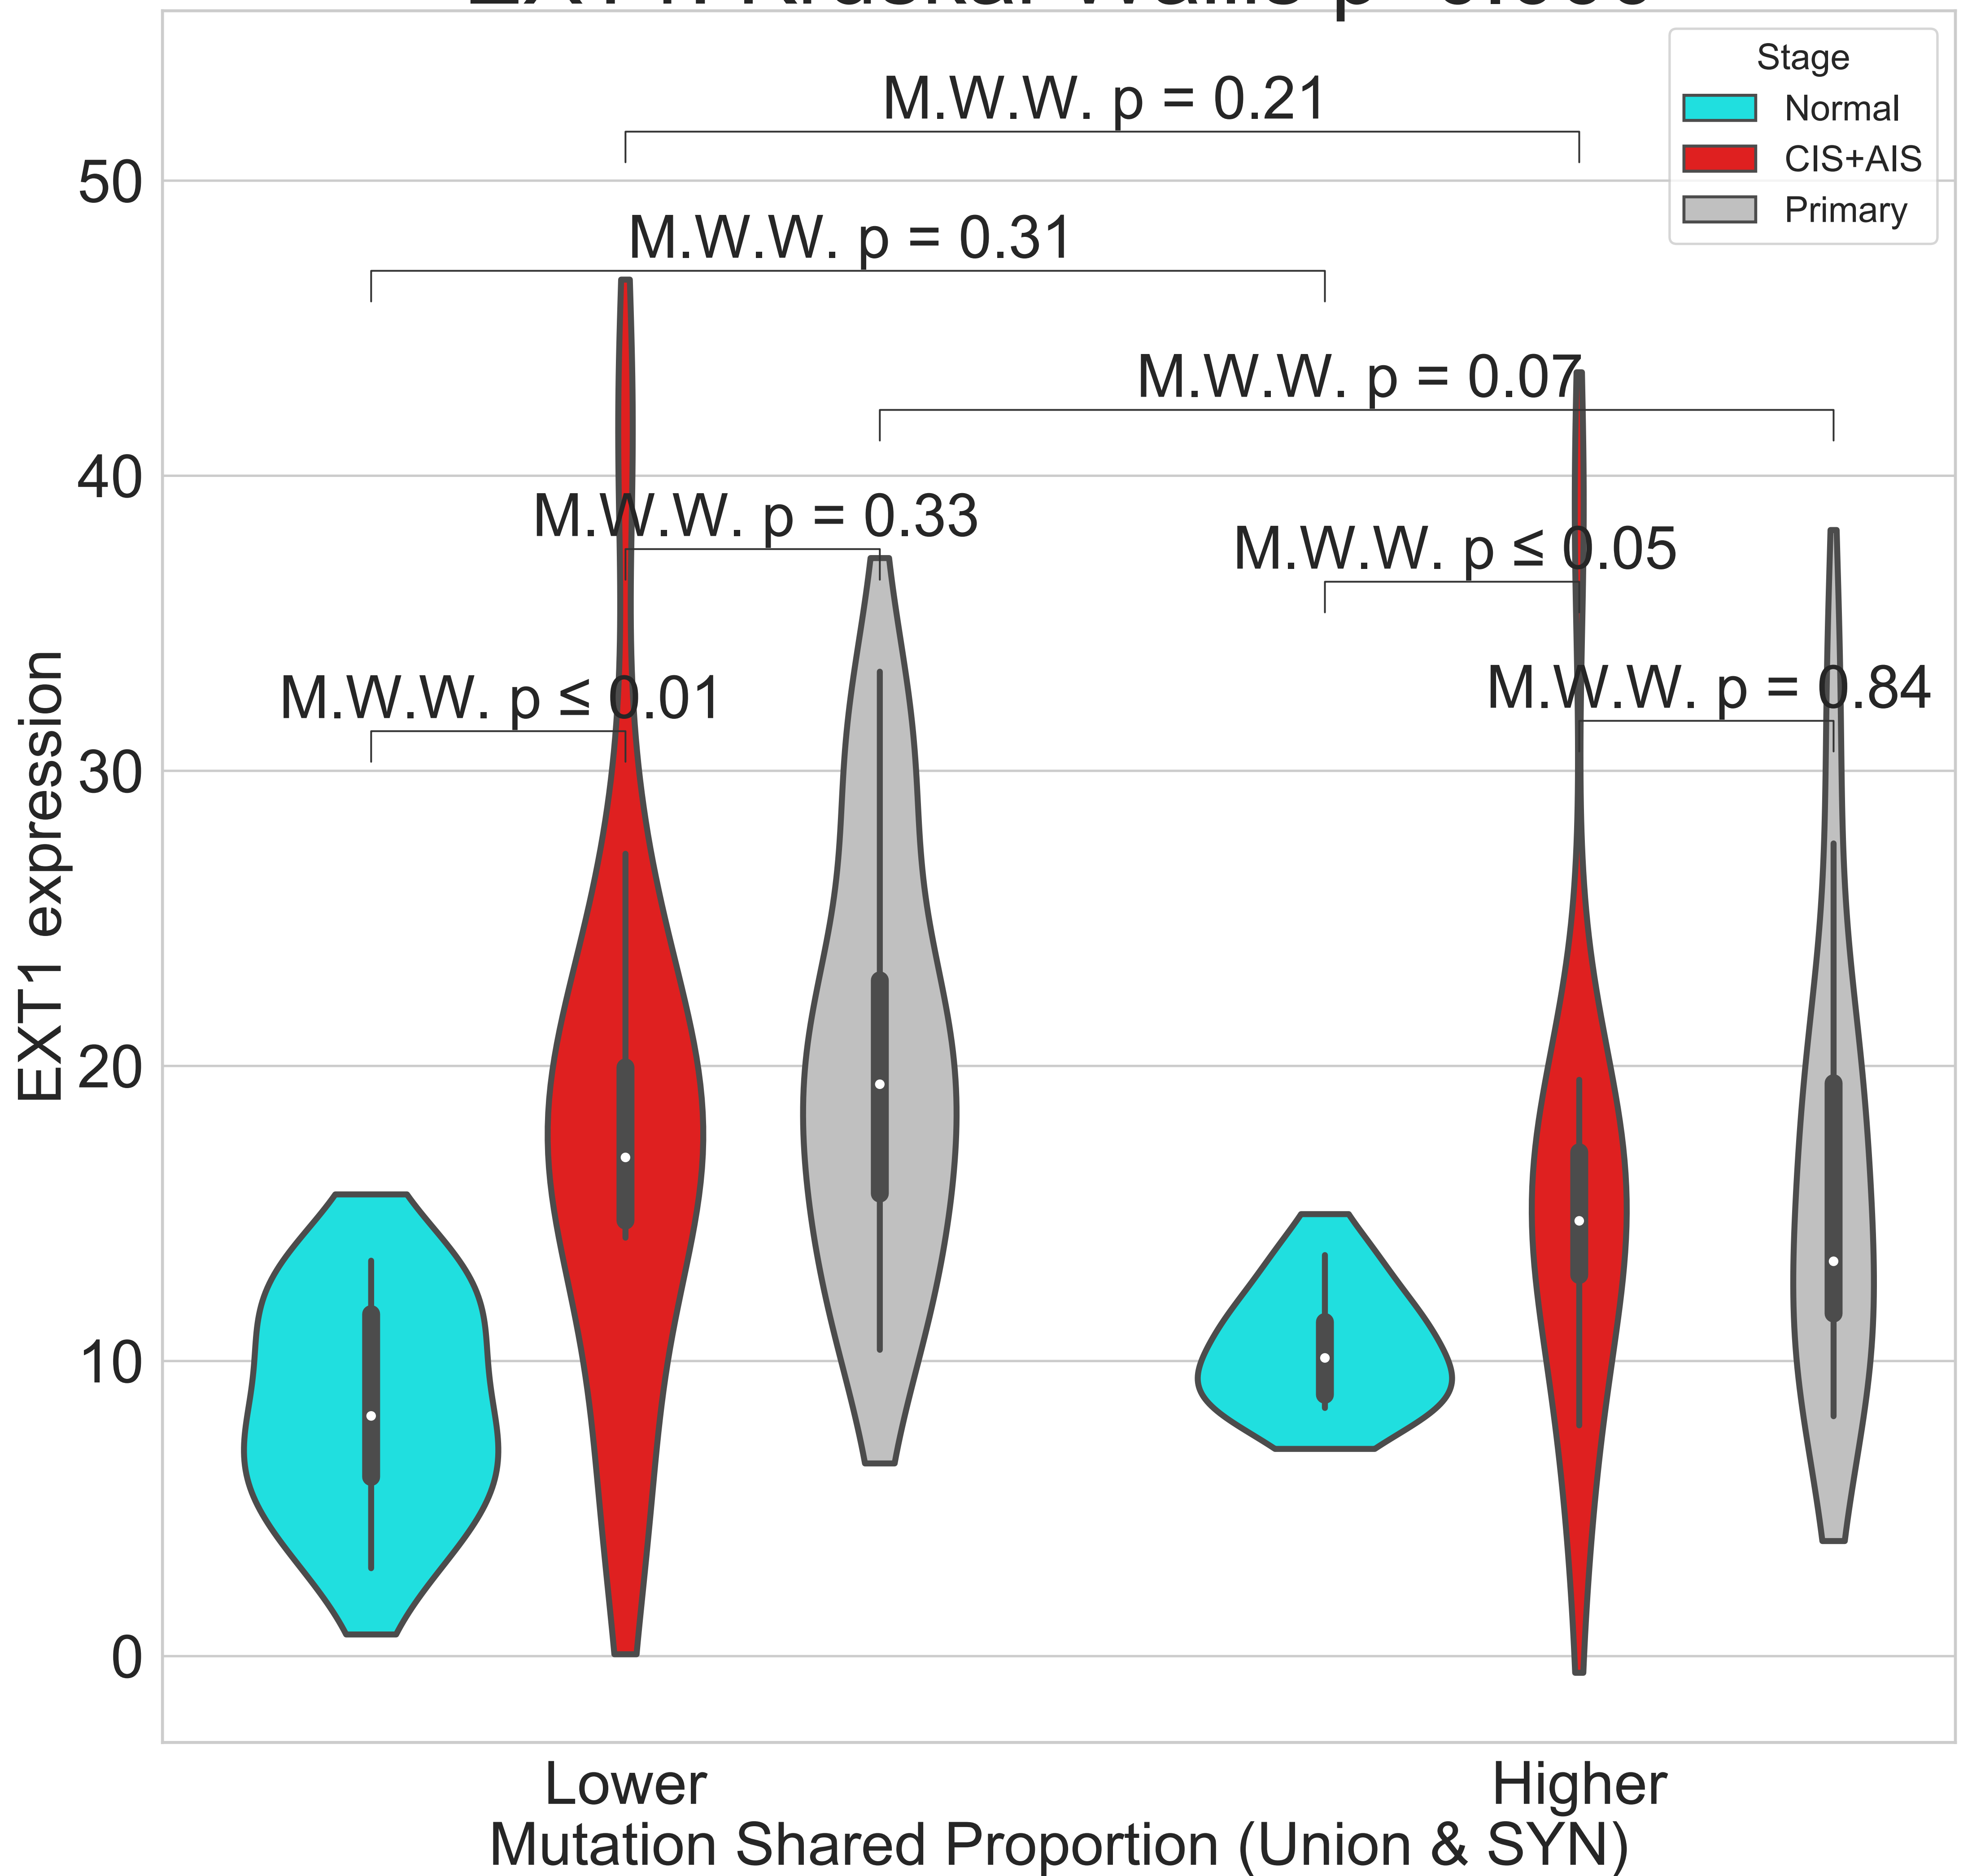 Stage
Normal
CIS+AIS
Primary
M.W.W. p = 0.21
M.W.W. p = 0.31
M.W.W. p = 0.07
M.W.W. p = 0.33
M.W.W. p ≤ 0.05
M.W.W. p ≤ 0.01
M.W.W. p = 0.84
50
40
30
20
10
0
EXT1 expression
Lower
Higher
Mutation Shared Proportion (Union & SYN)